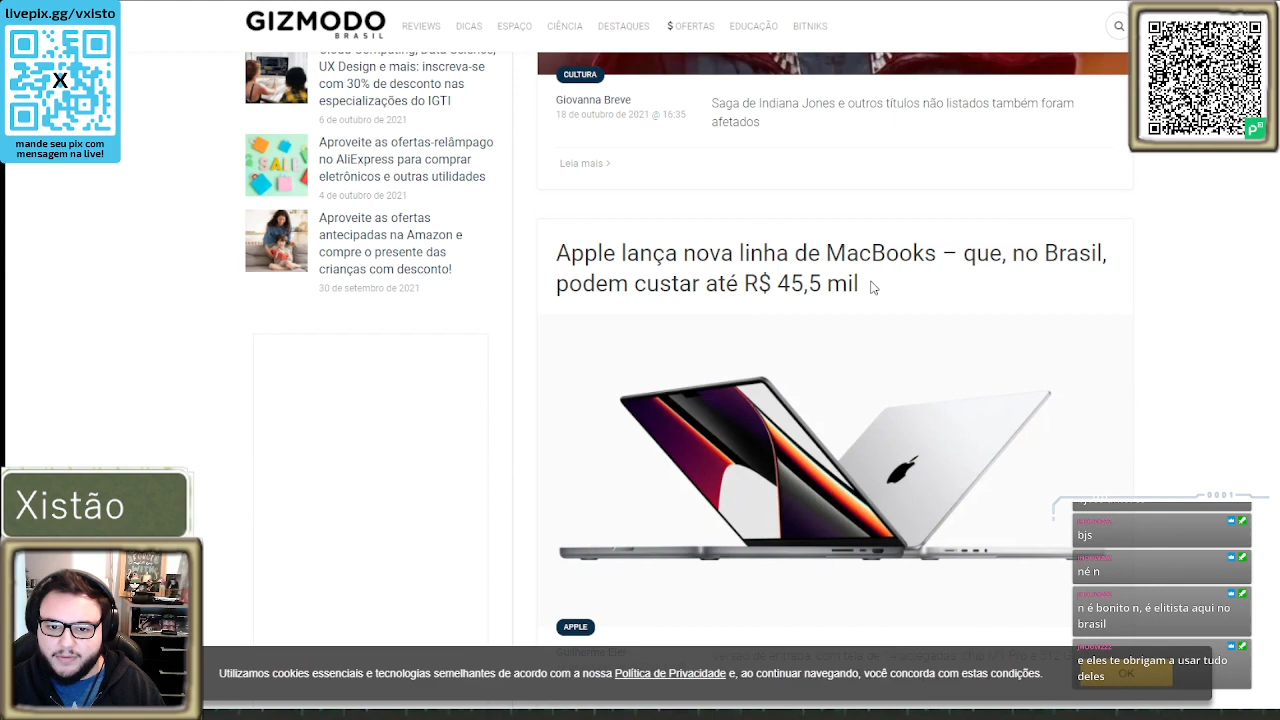 livepix.gg/vxisto
X
mande seu pix com
mensagem na live!
GIZMODO
BRASIL
REVIEWS
DICAS
ESPAÇO
CIÊNCIA
DESTAQUES
$ OFERTAS
EDUCAÇÃO
BITNIKS
Cloud Computing, Data Science,
UX Design e mais: inscreva-se
com 30% de desconto nas
especializações do IGTI
6 de outubro de 2021
Aproveite as ofertas-relâmpago
no AliExpress para comprar
eletrônicos e outras utilidades
4 de outubro de 2021
Aproveite as ofertas
antecipadas na Amazon e
compre o presente das
crianças com desconto!
30 de setembro de 2021
CULTURA
Giovanna Breve
18 de outubro de 2021 @ 16:35
Saga de Indiana Jones e outros títulos não listados também foram
afetados
Leia mais >
Apple lança nova linha de MacBooks – que, no Brasil,
podem custar até R$ 45,5 mil
APPLE
Xistão
0001
bjs
né n
n é bonito n, é elitista aqui no
brasil
e eles te obrigam a usar tudo
deles
Utilizamos cookies essenciais e tecnologias semelhantes de acordo com a nossa Política de Privacidade e, ao continuar navegando, você concorda com estas condições.
OK